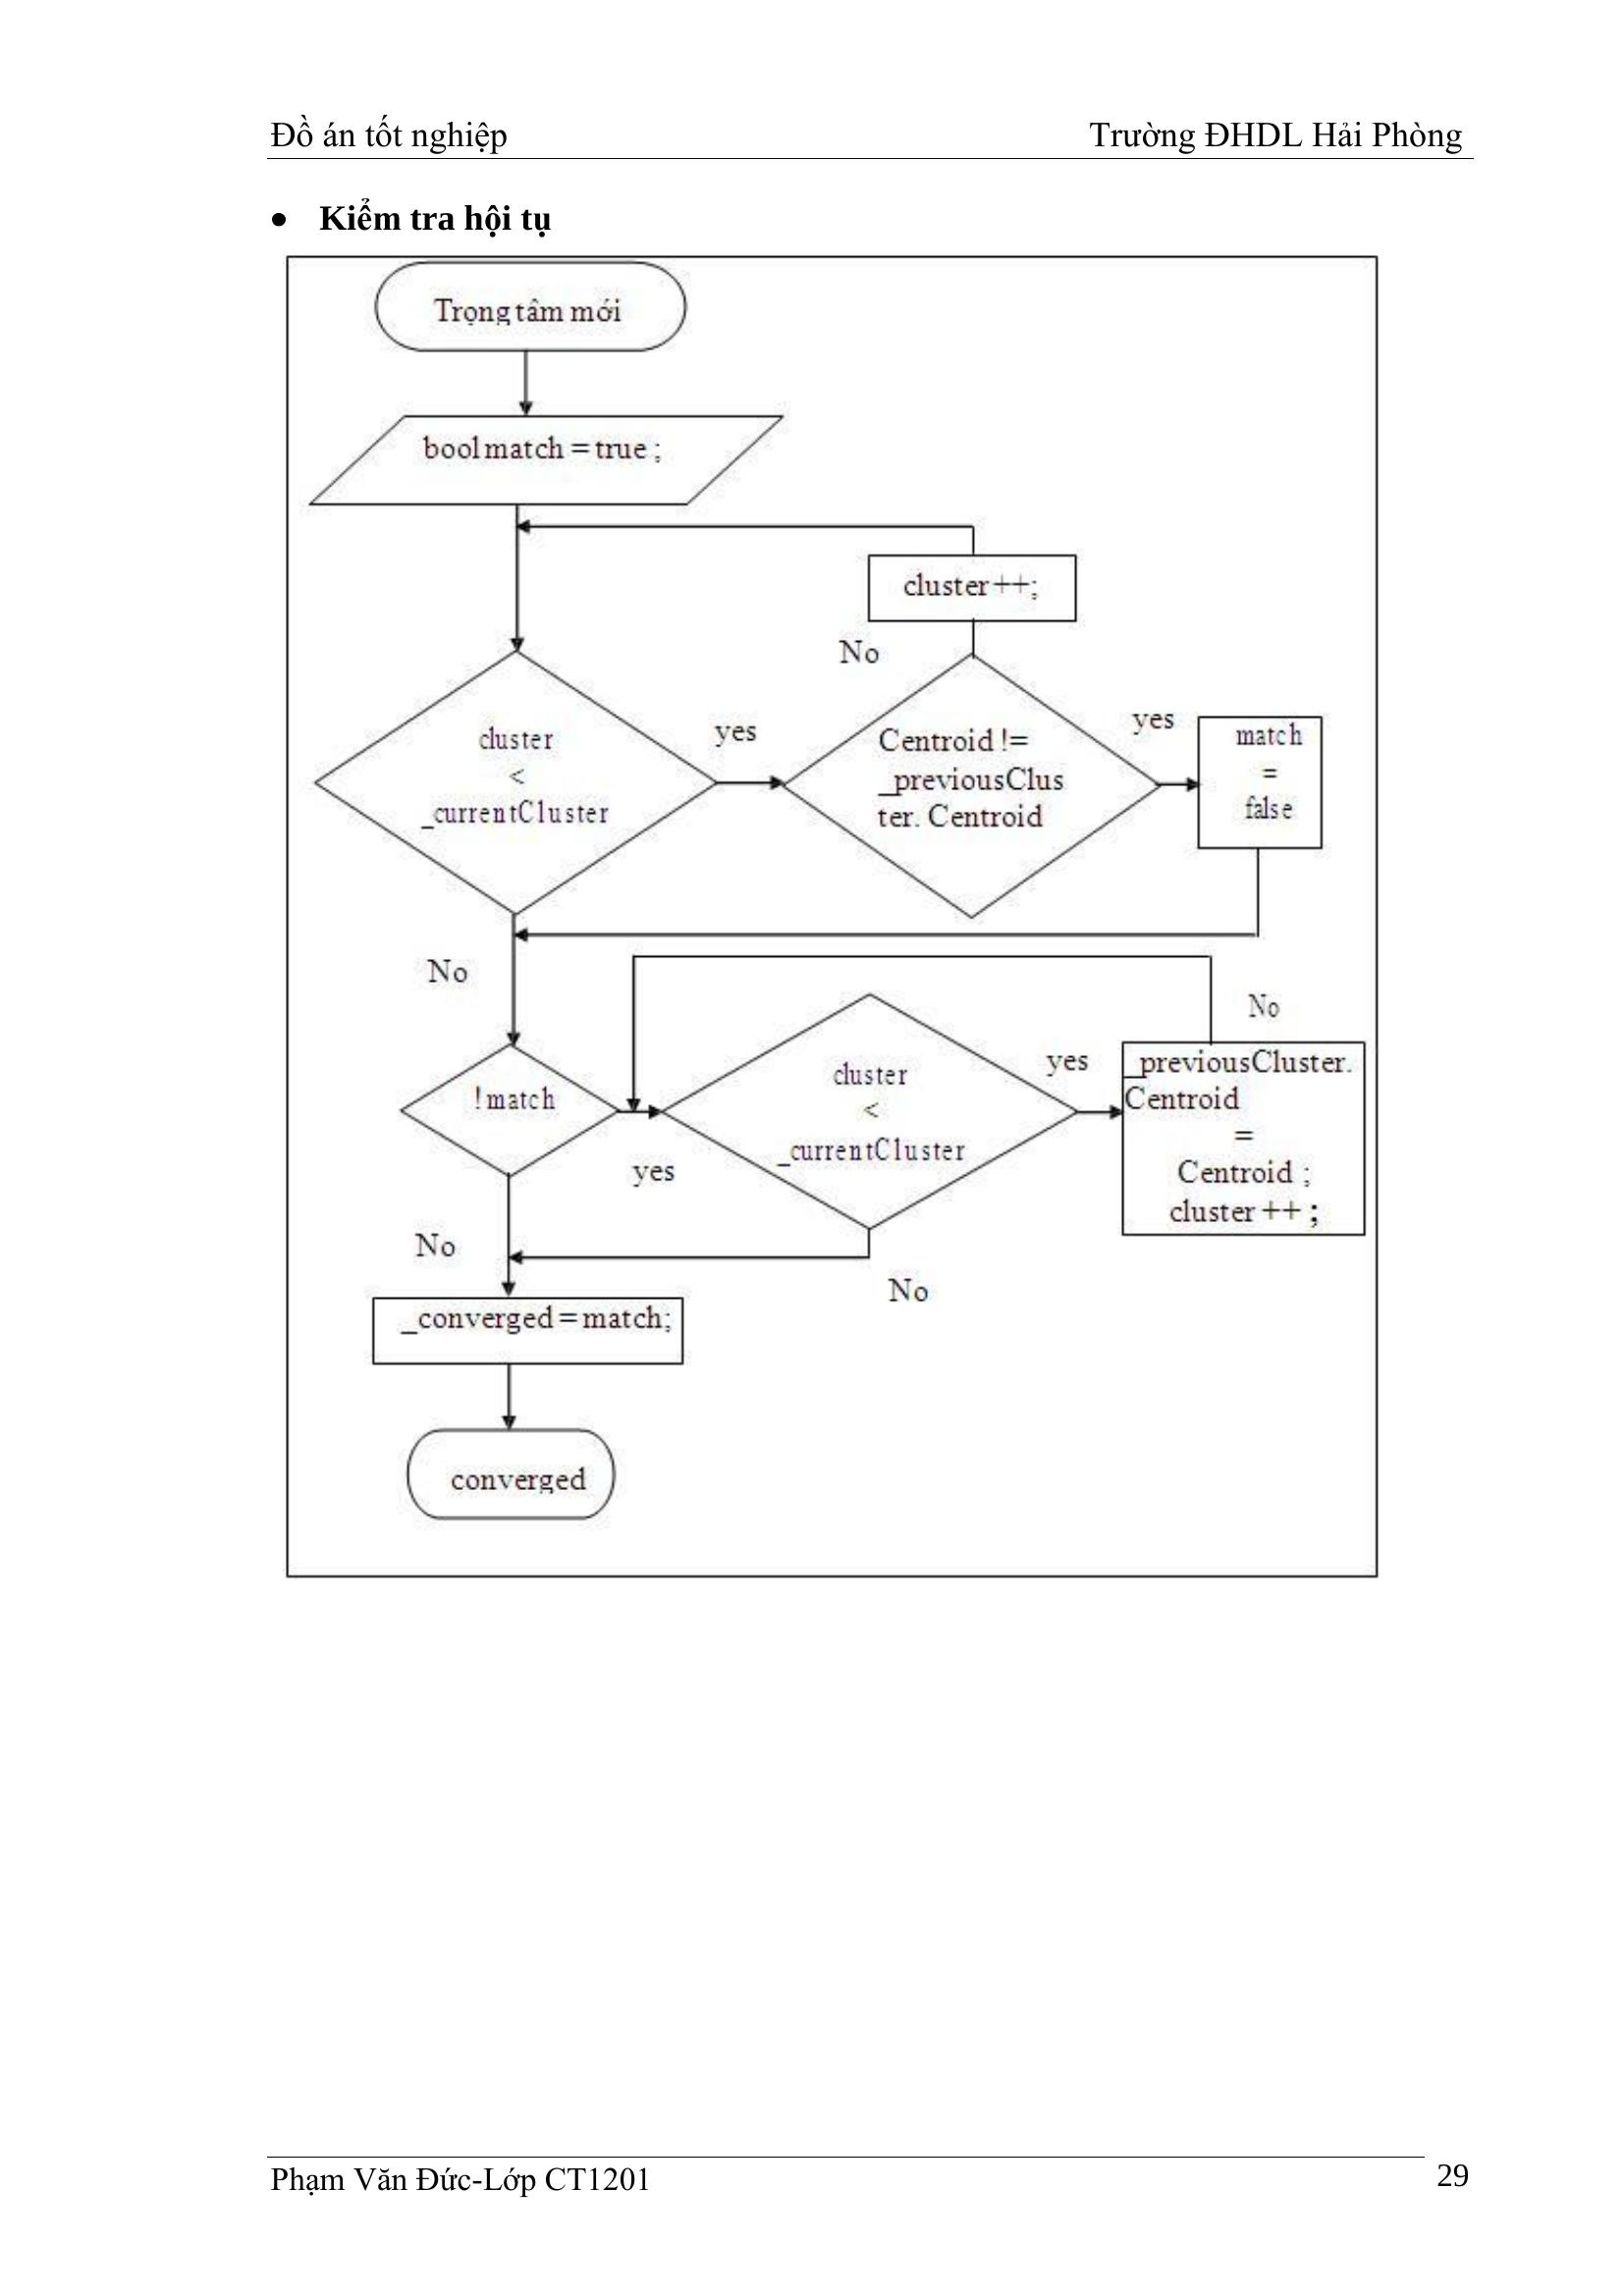 Đồ án tốt nghiệp
Trường ĐHDL Hải Phòng
Kiểm tra hội tụ
Trọng tâm mới
bool match = true ;
cluster ++;
No
cluster
<
_currentCluster
yes
Centroid !=
_previousClus
ter. Centroid
yes
match
=
false
No
No
!match
yes
cluster
<
_currentCluster
yes
_previousCluster.
Centroid
=
Centroid ;
cluster ++ ;
No
No
_converged = match;
converged
Phạm Văn Đức-Lớp CT1201
29